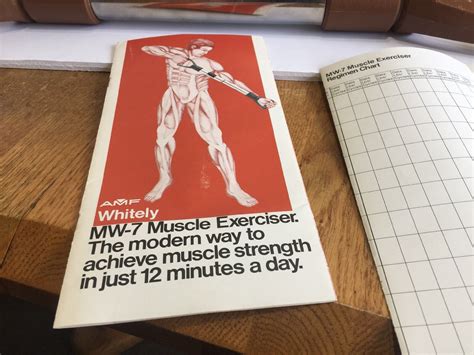 AMF
Whitely
MW-7 Muscle Exerciser.
The modern way to
achieve muscle strength
in just 12 minutes a day.
MW-7 Muscle Exerciser
Regimen Chart